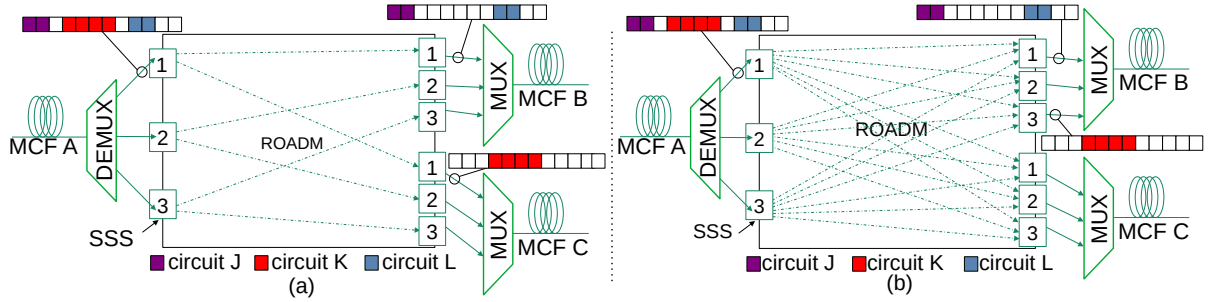 1
2
3
1
2
3
1
2
3
MCF A
DEMUX
ROADM
MUX
MCF B
MUX
MCF C
SSS
circuit J
circuit K
circuit L
(a)
1
2
3
1
2
3
1
2
3
MCF A
DEMUX
ROADM
MUX
MCF B
MUX
MCF C
SSS
circuit J
circuit K
circuit L
(b)